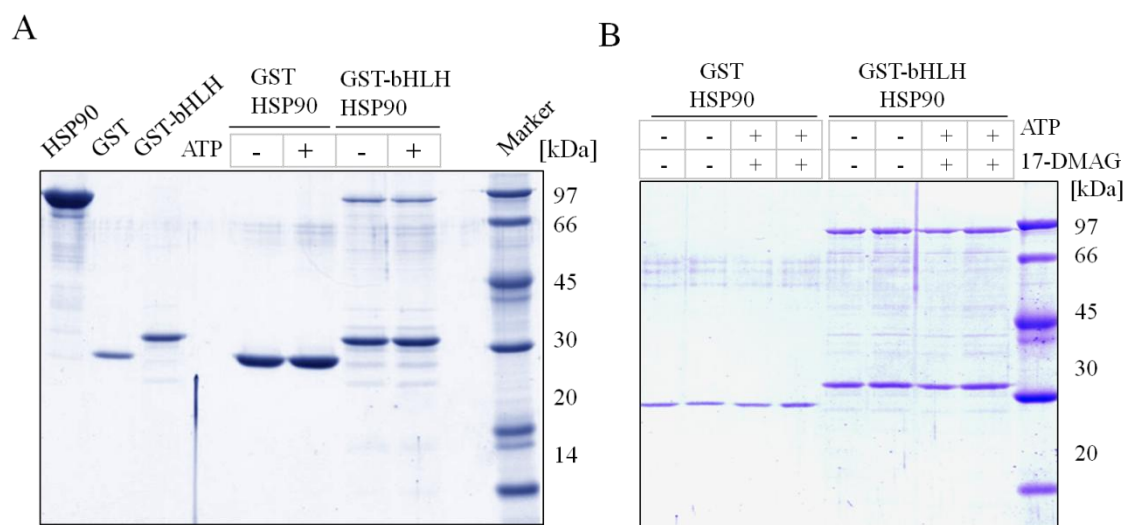 A
HSP90
GST
GST-bHLH
ATP
GST
HSP90
GST-bHLH
HSP90
- + - +
Marker
[kDa]
97
66
45
30
20
14
B
GST
HSP90
GST-bHLH
HSP90
- - + + - - + + ATP
- - + + - - + + 17-DMAG
[kDa]
97
66
45
30
20